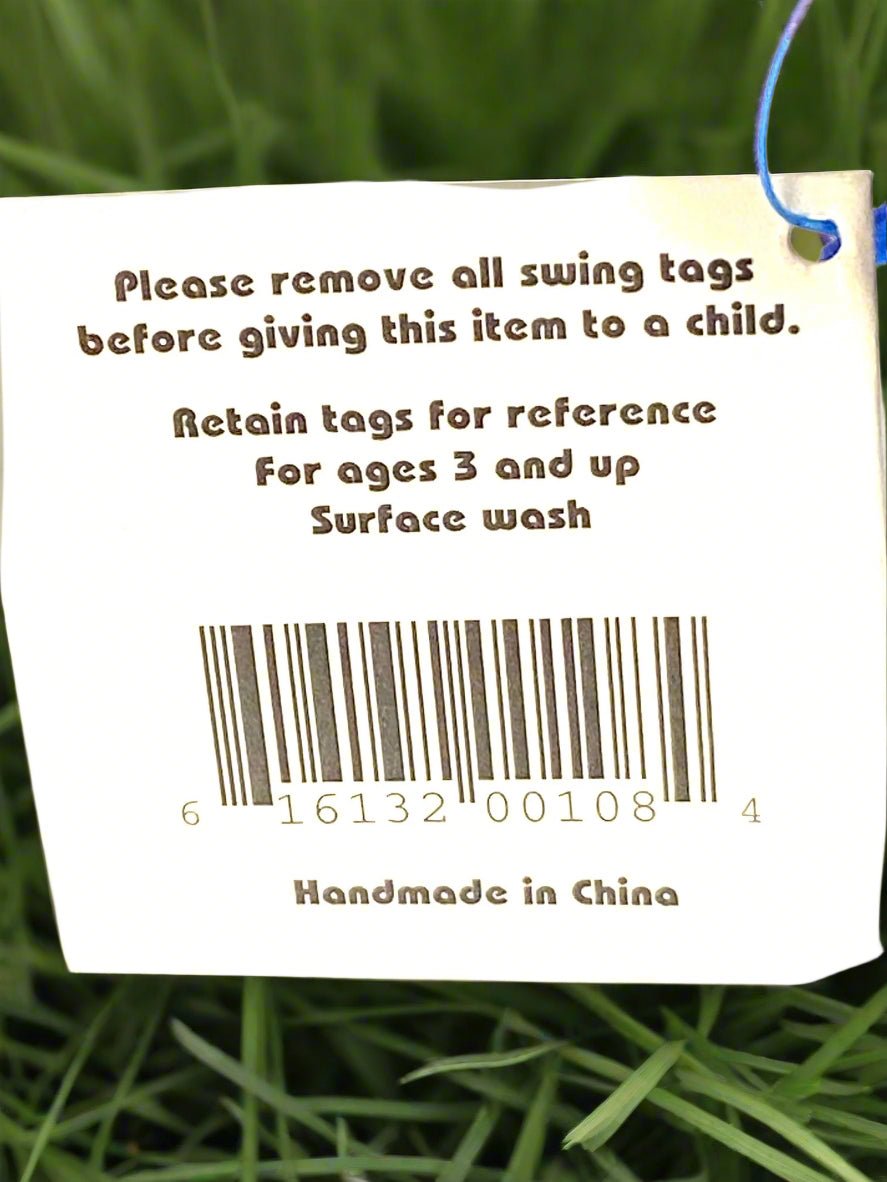 Please remove all swing tags
before giving this item to a child.
Retain tags for reference
For ages 3 and up
Surface wash
6 16132 00108 4
Handmade in China